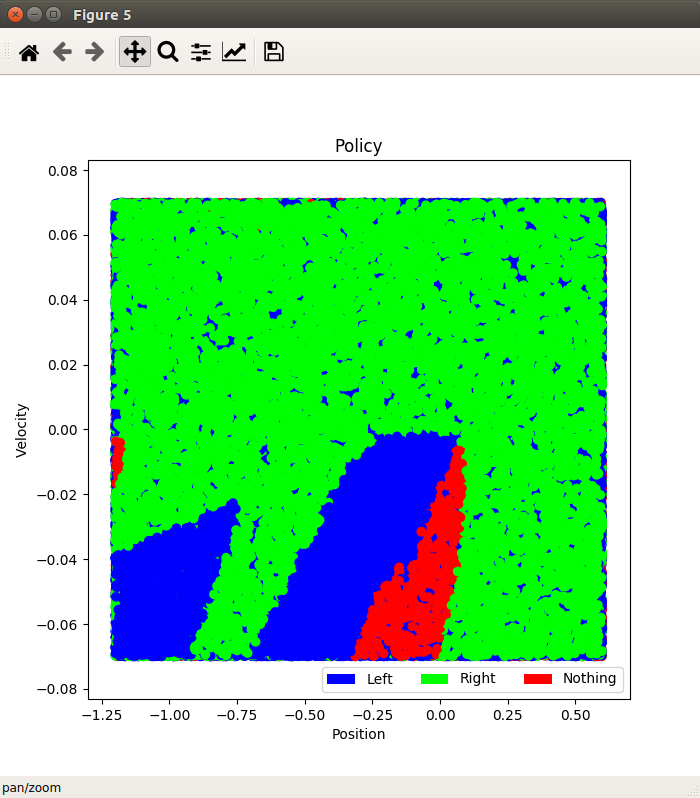 Figure 5
Policy
0.08
0.06
0.04
0.02
0.00
−0.02
−0.04
−0.06
−0.08
Velocity
Left
Right
Nothing
−1.25
−1.00
−0.75
−0.50
−0.25
0.00
0.25
0.50
Position
pan/zoom